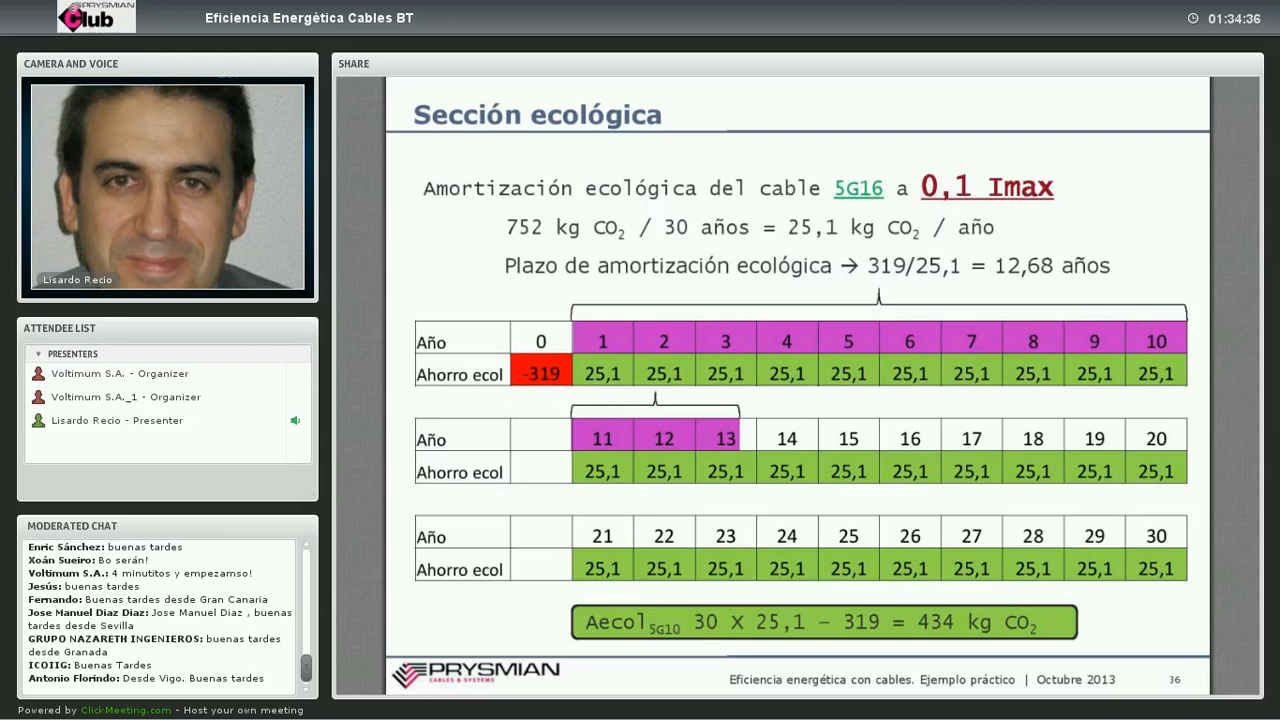 PRYSMIAN
Club
Eficiencia Energética Cables BT
01:34:36
CAMERA AND VOICE
Lisardo Recio
ATTENDEE LIST
PRESENTERS
Voltimum S.A. - Organizer
Voltimum S.A._1 - Organizer
Lisardo Recio - Presenter
MODERATED CHAT
Enric Sánchez: buenas tardes
Xoán Sueiro: Bo serán!
Voltimum S.A.: 4 minutitos y empezamso!
Jesús: buenas tardes
Fernando: Buenas tardes desde Gran Canaria
Jose Manuel Diaz Diaz: Jose Manuel Diaz , buenas
tardes desde Sevilla
GRUPO NAZARETH INGENIEROS: buenas tardes
desde Granada
ICOIIG: Buenas Tardes
Antonio Florindo: Desde Vigo. Buenas tardes
Powered by ClickMeeting.com - Host your own meeting
SHARE
Sección ecológica
Amortización ecológica del cable 5G16 a 0,1 Imax
752 kg CO₂ / 30 años = 25,1 kg CO₂ / año
Plazo de amortización ecológica → 319/25,1 = 12,68 años
Año 0 1 2 3 4 5 6 7 8 9 10
Ahorro ecol -319 25,1 25,1 25,1 25,1 25,1 25,1 25,1 25,1 25,1 25,1
Año 11 12 13 14 15 16 17 18 19 20
Ahorro ecol 25,1 25,1 25,1 25,1 25,1 25,1 25,1 25,1 25,1 25,1
Año 21 22 23 24 25 26 27 28 29 30
Ahorro ecol 25,1 25,1 25,1 25,1 25,1 25,1 25,1 25,1 25,1 25,1
Aecol₅G₁₀ 30 X 25,1 – 319 = 434 kg CO₂
PRYSMIAN
CABLES & SYSTEMS
Eficiencia energética con cables. Ejemplo práctico | Octubre 2013
36